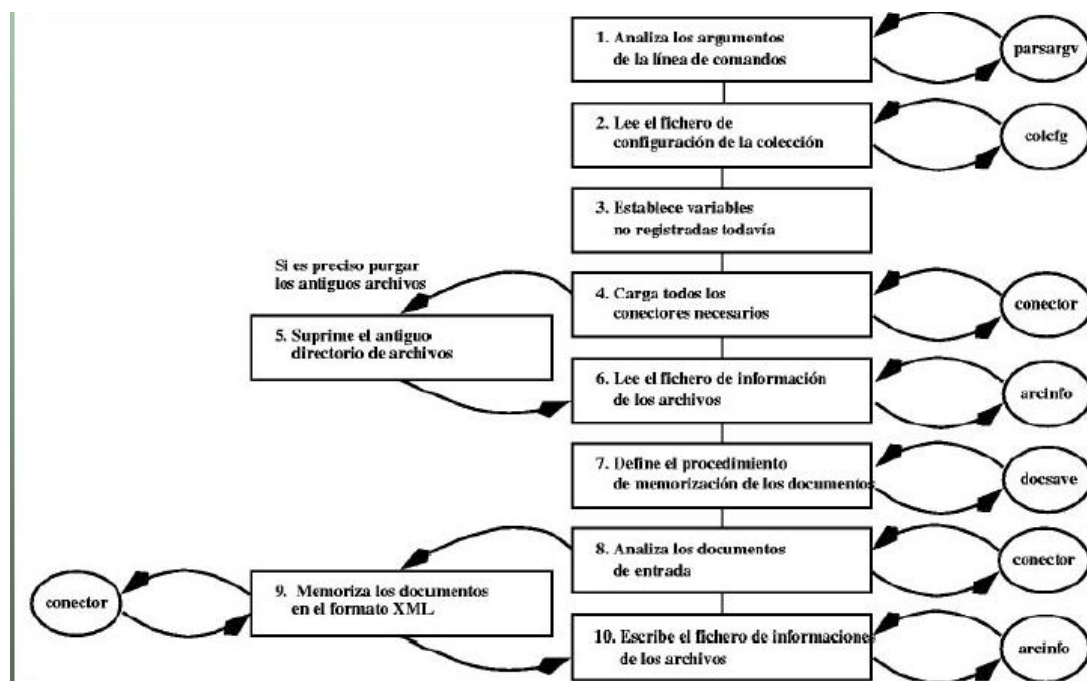 1. Analiza los argumentos
de la línea de comandos
parsargv
2. Lee el fichero de
configuración de la colección
colcfg
3. Establece variables
no registradas todavía
Si es preciso purgar
los antiguos archivos
4. Carga todos los
conectores necesarios
conector
5. Suprime el antiguo
directorio de archivos
6. Lee el fichero de información
de los archivos
arcinfo
7. Define el procedimiento
de memorización de los documentos
docsave
8. Analiza los documentos
de entrada
conector
9. Memoriza los documentos
en el formato XML
conector
10. Escribe el fichero de informaciones
de los archivos
arcinfo